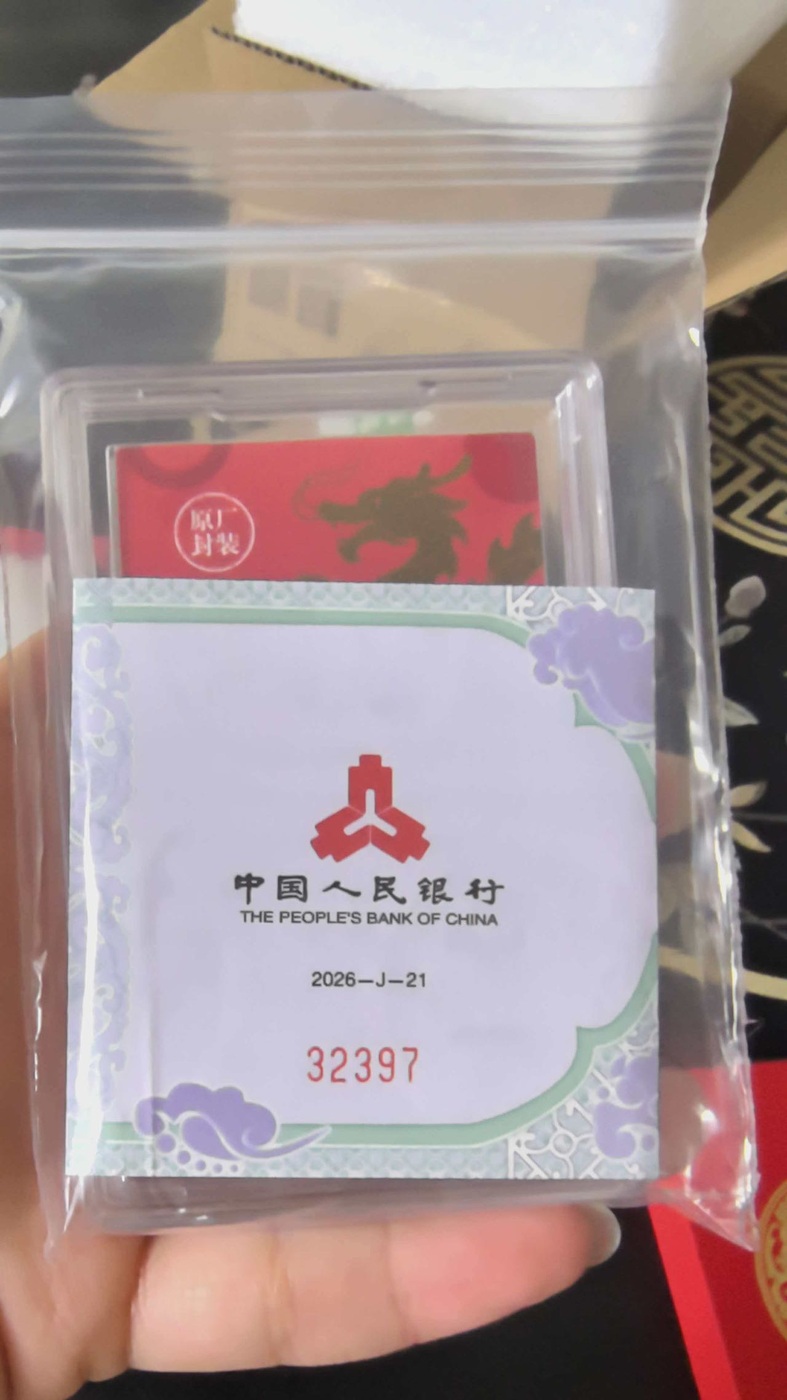 原厂
封装
中国人民银行
THE PEOPLE'S BANK OF CHINA
2026-J-21
32397